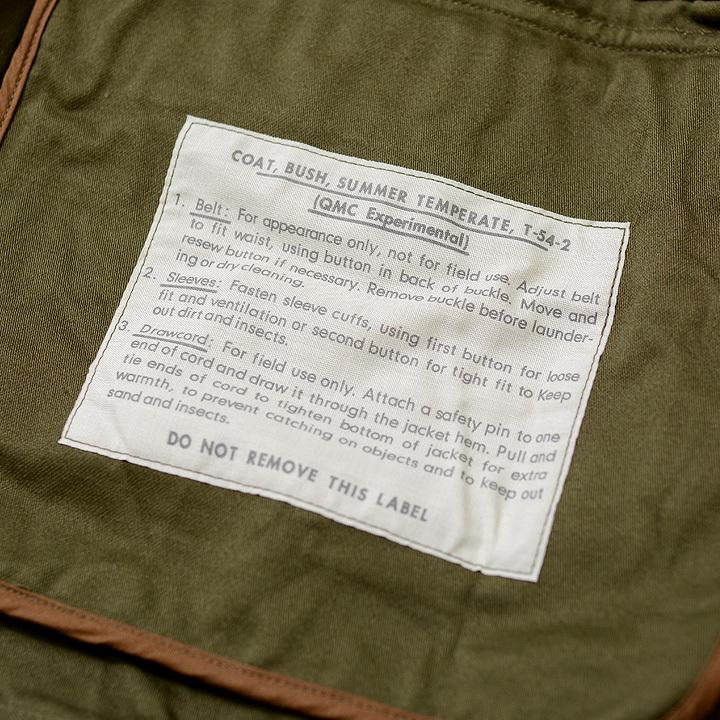 COAT, BUSH, SUMMER TEMPERATE, T-54-2
(QMC Experimental)
1. Belt: For appearance only, not for field use. Adjust belt
to fit waist, using button in back of buckle. Move and
resew button if necessary. Remove buckle before launder-
ing or dry cleaning.
2. Sleeves: Fasten sleeve cuffs, using first button for loose
fit and ventilation or second button for tight fit to keep
out dirt and insects.
3. Drawcord: For field use only. Attach a safety pin to one
end of cord and draw it through the jacket hem. Pull and
tie ends of cord to tighten bottom of jacket for extra
warmth, to prevent catching on objects and to keep out
sand and insects.
DO NOT REMOVE THIS LABEL